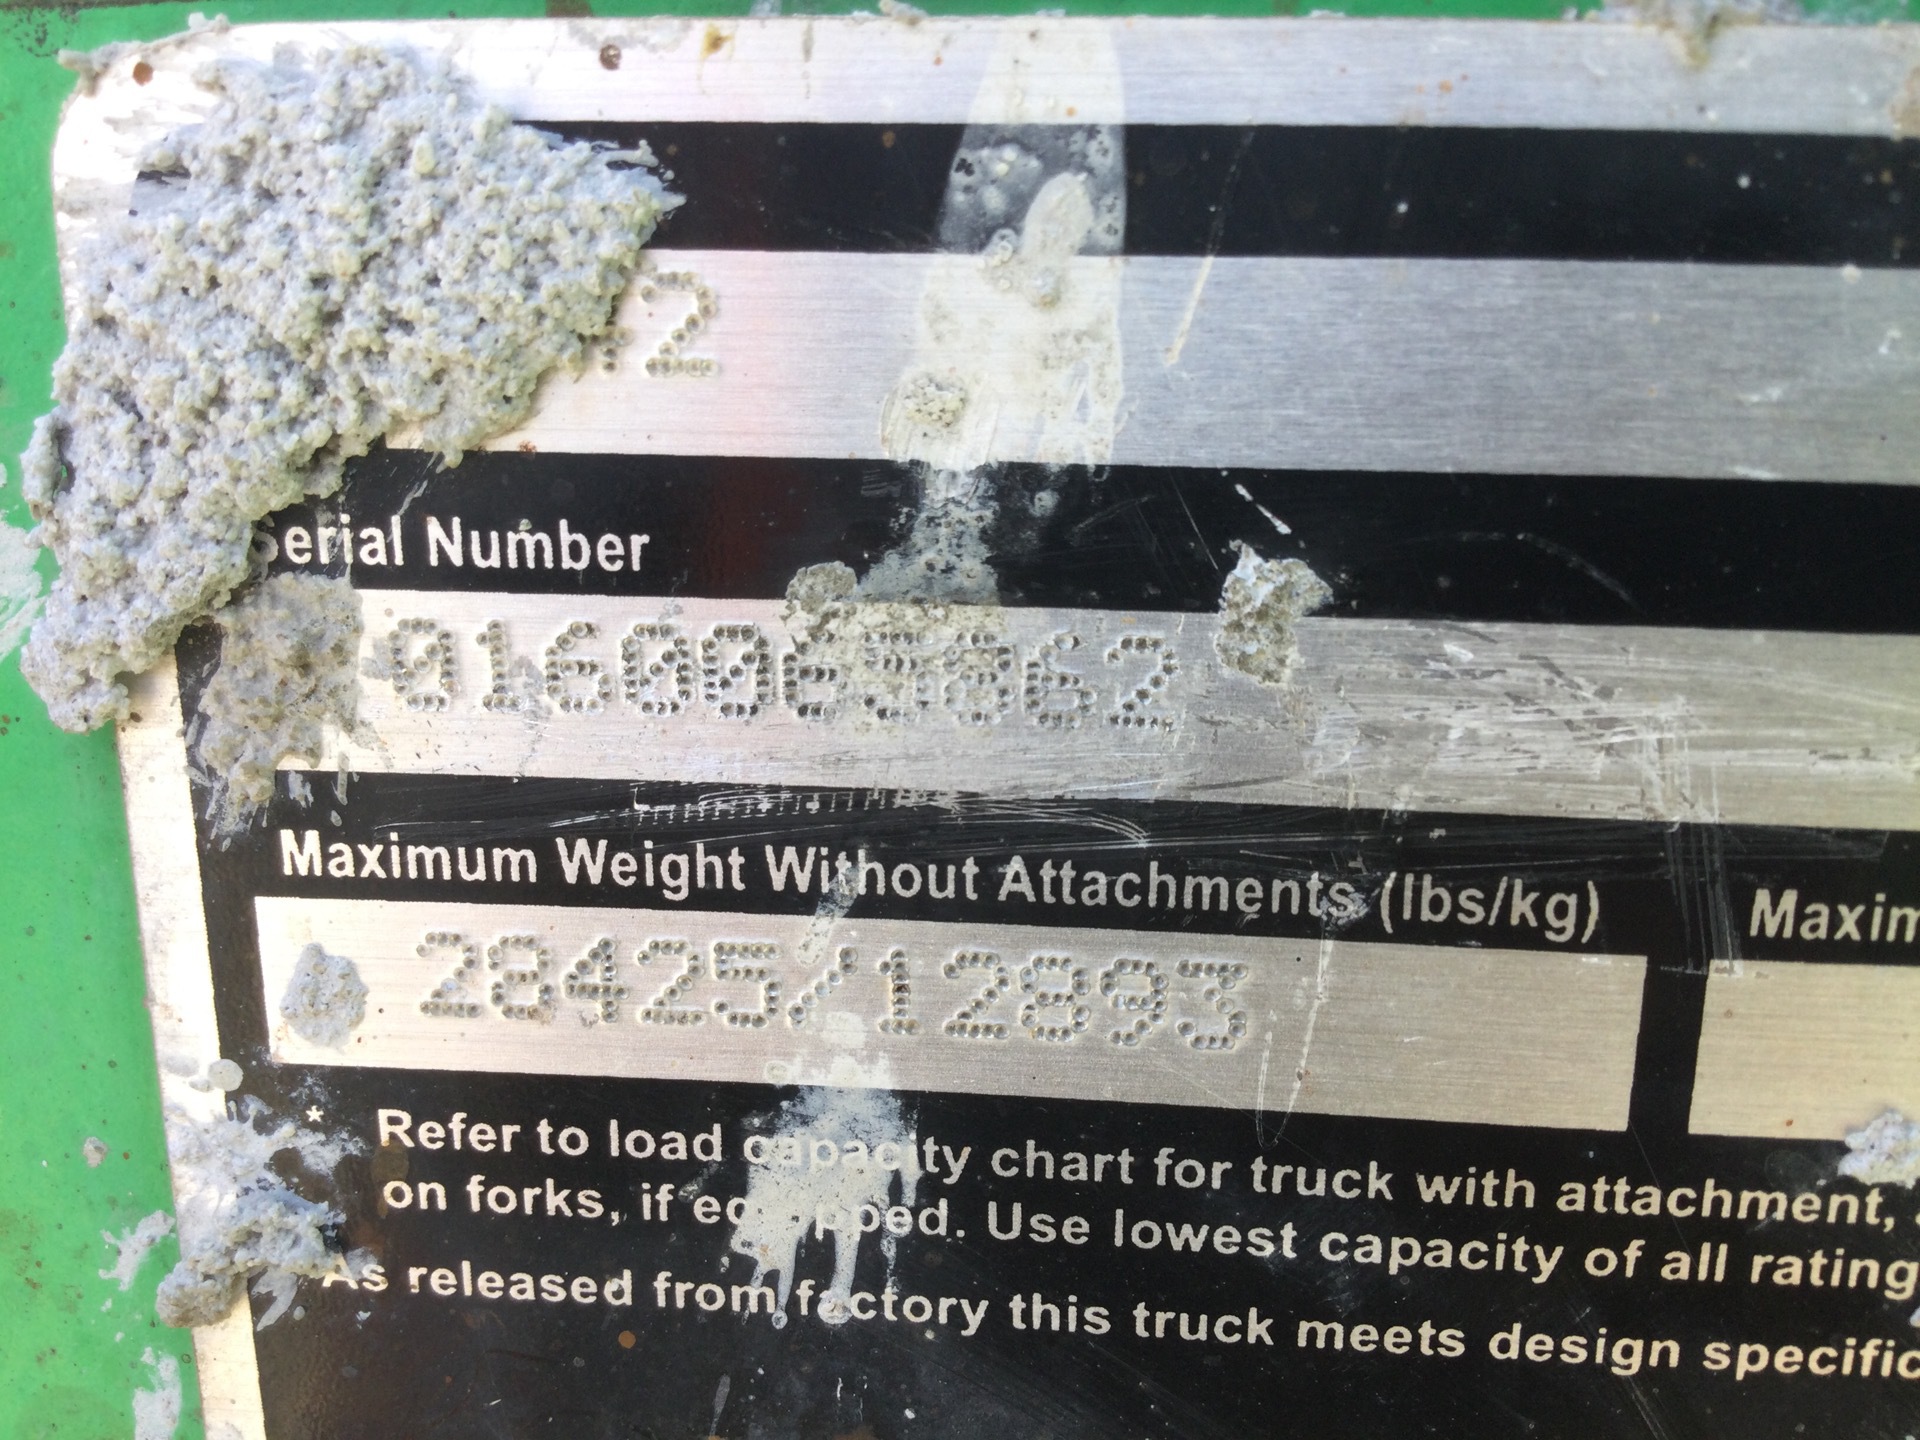 2
Serial Number
0160065862
Maximum Weight Without Attachments (lbs/kg)
Maxim
28425/12893
* Refer to load capacity chart for truck with attachment,
on forks, if equipped. Use lowest capacity of all rating
As released from factory this truck meets design specific